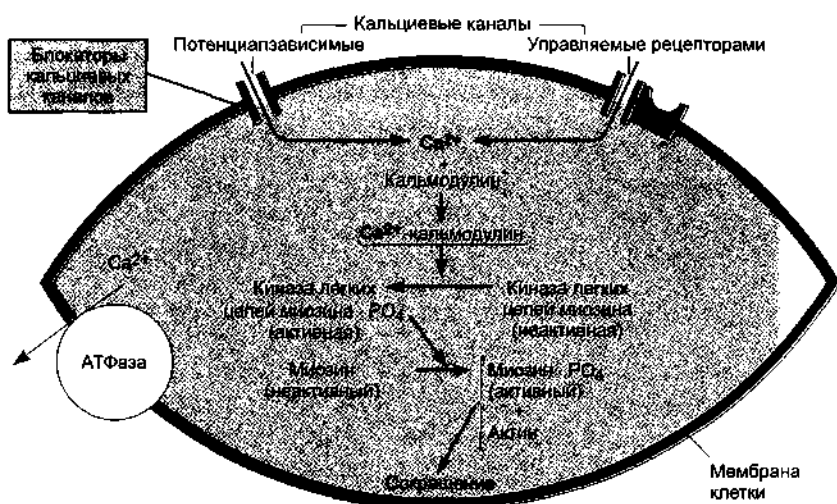 Кальциевые каналы
Потенциалзависимые
Управляемые рецепторами
Блокаторы
кальциевых
каналов
Ca²⁺
+
Кальмодулин
Ca²⁺-кальмодулин
Ca²⁺
Киназа легких
цепей миозина · PO₄
(активная)
Киназа легких
цепей миозина
(неактивная)
АТФаза
Миозин
(неактивный)
Миозин · PO₄
(активный)
+
Актин
Сокращение
Мембрана
клетки